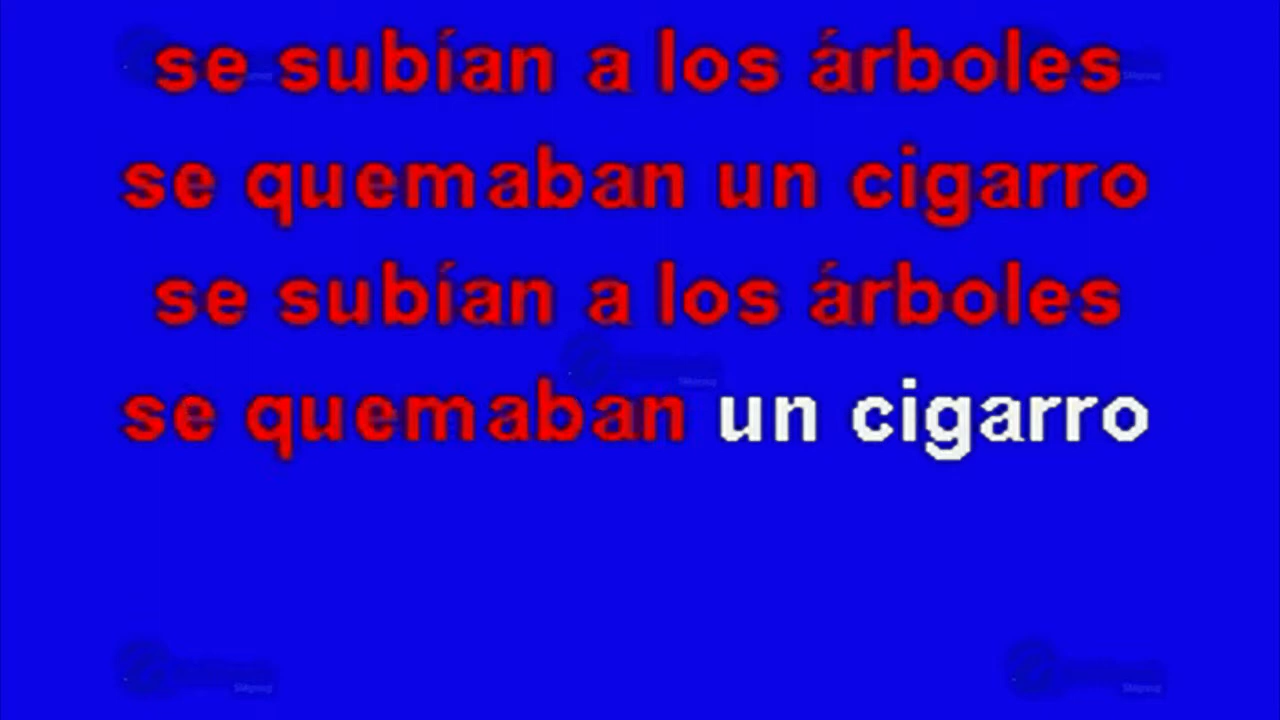 se subían a los árboles
se quemaban un cigarro
se subían a los árboles
se quemaban un cigarro